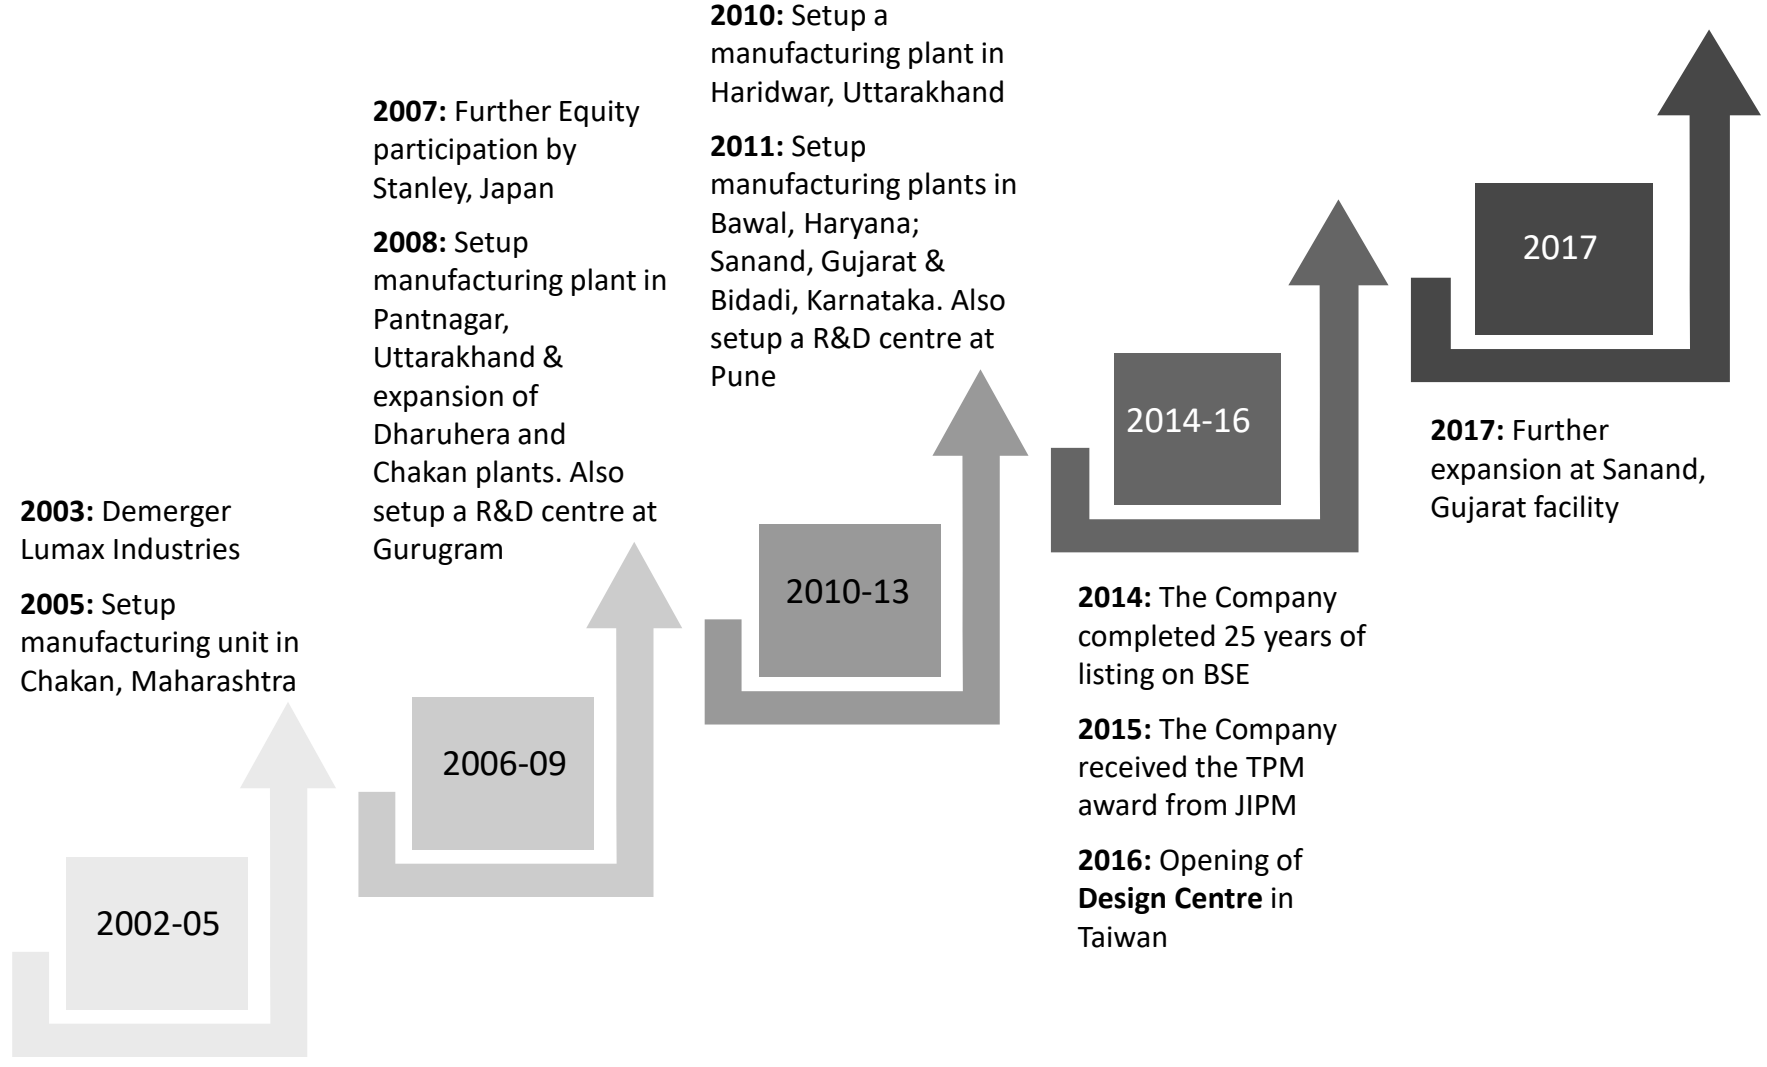 2003: Demerger
Lumax Industries
2005: Setup
manufacturing unit in
Chakan, Maharashtra
2002-05
2007: Further Equity
participation by
Stanley, Japan
2008: Setup
manufacturing plant in
Pantnagar,
Uttarakhand &
expansion of
Dharuhera and
Chakan plants. Also
setup a R&D centre at
Gurugram
2006-09
2010: Setup a
manufacturing plant in
Haridwar, Uttarakhand
2011: Setup
manufacturing plants in
Bawal, Haryana;
Sanand, Gujarat &
Bidadi, Karnataka. Also
setup a R&D centre at
Pune
2010-13
2014-16
2014: The Company
completed 25 years of
listing on BSE
2015: The Company
received the TPM
award from JIPM
2016: Opening of
Design Centre in
Taiwan
2017
2017: Further
expansion at Sanand,
Gujarat facility